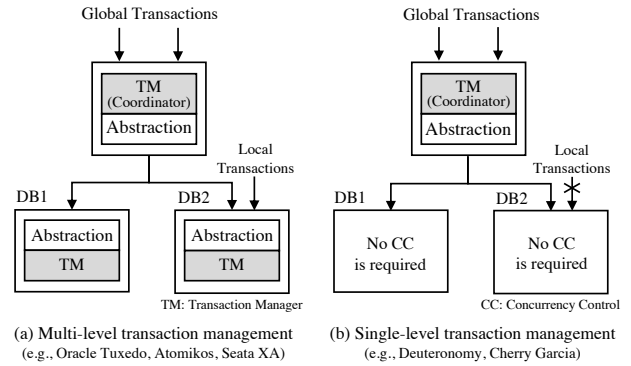 Global Transactions
TM
(Coordinator)
Abstraction
Local
Transactions
DB1
DB2
Abstraction
TM
Abstraction
TM
TM: Transaction Manager
(a) Multi-level transaction management
(e.g., Oracle Tuxedo, Atomikos, Seata XA)
Global Transactions
TM
(Coordinator)
Abstraction
Local
Transactions
DB1
DB2
No CC
is required
No CC
is required
CC: Concurrency Control
(b) Single-level transaction management
(e.g., Deuteronomy, Cherry Garcia)